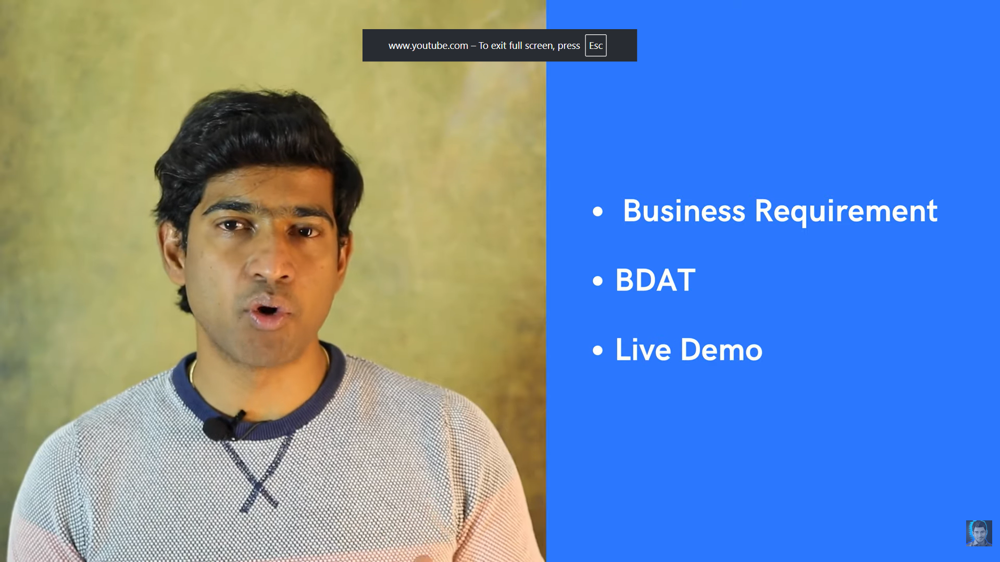 www.youtube.com – To exit full screen, press Esc
• Business Requirement
• BDAT
• Live Demo